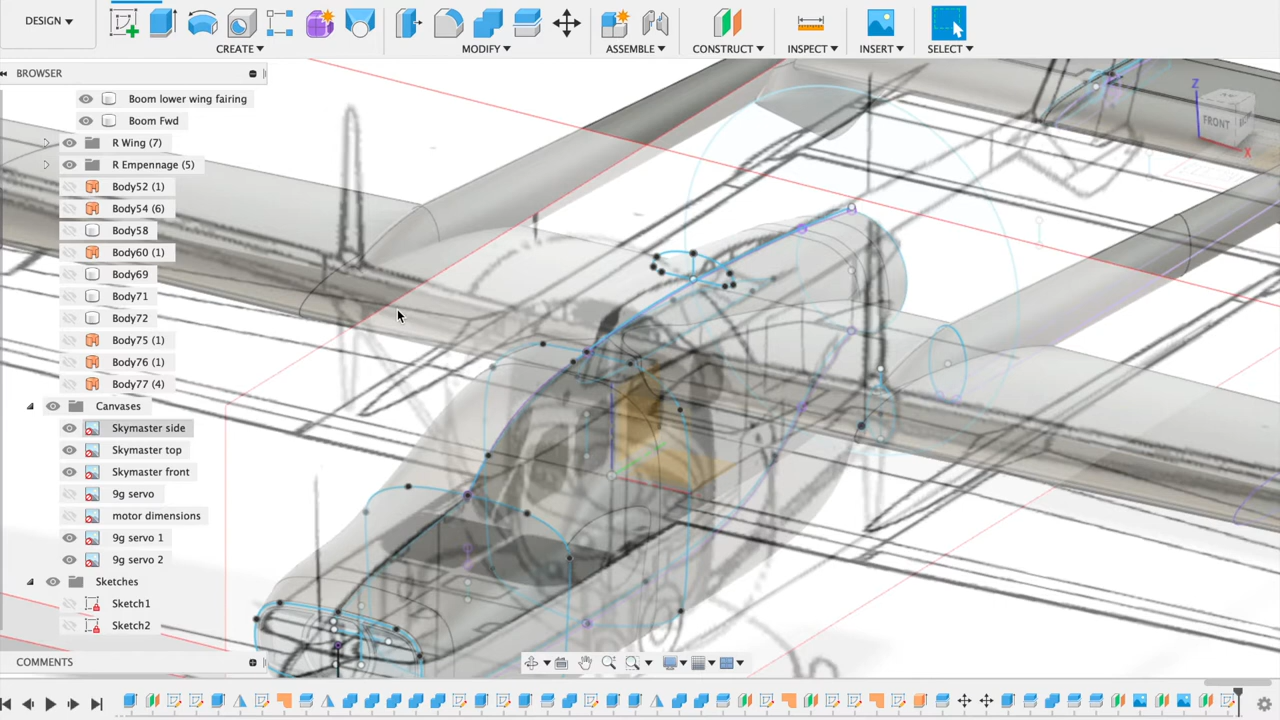 DESIGN
CREATE
MODIFY
ASSEMBLE
CONSTRUCT
INSPECT
INSERT
SELECT
BROWSER
Boom lower wing fairing
Boom Fwd
R Wing (7)
R Empennage (5)
Body52 (1)
Body54 (6)
Body58
Body60 (1)
Body69
Body71
Body72
Body75 (1)
Body76 (1)
Body77 (4)
Canvases
Skymaster side
Skymaster top
Skymaster front
9g servo
motor dimensions
9g servo 1
9g servo 2
Sketches
Sketch1
Sketch2
COMMENTS
Z
FRONT
X